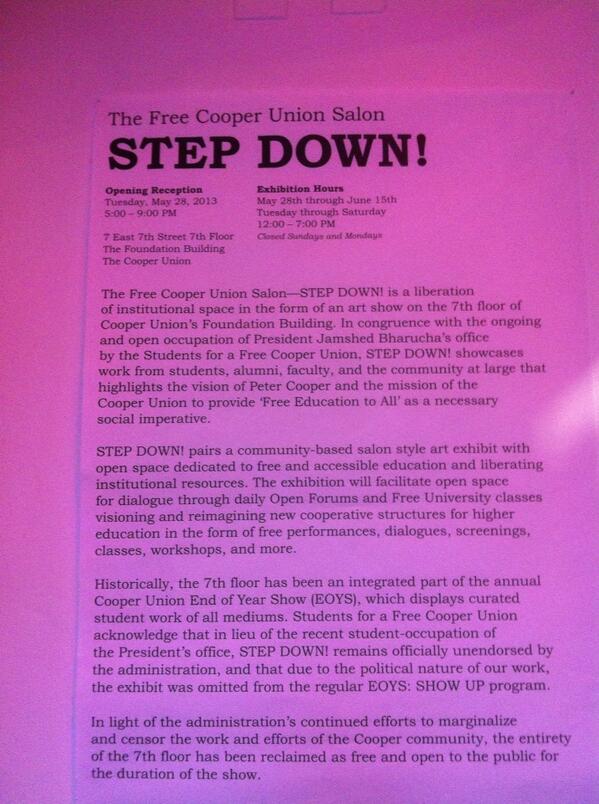 The Free Cooper Union Salon
STEP DOWN!
Opening Reception
Tuesday, May 28, 2013
5:00 – 9:00 PM
7 East 7th Street 7th Floor
The Foundation Building
The Cooper Union
Exhibition Hours
May 28th through June 15th
Tuesday through Saturday
12:00 – 7:00 PM
Closed Sundays and Mondays
The Free Cooper Union Salon—STEP DOWN! is a liberation
of institutional space in the form of an art show on the 7th floor of
Cooper Union's Foundation Building. In congruence with the ongoing
and open occupation of President Jamshed Bharucha's office
by the Students for a Free Cooper Union, STEP DOWN! showcases
work from students, alumni, faculty, and the community at large that
highlights the vision of Peter Cooper and the mission of the
Cooper Union to provide 'Free Education to All' as a necessary
social imperative.
STEP DOWN! pairs a community-based salon style art exhibit with
open space dedicated to free and accessible education and liberating
institutional resources. The exhibition will facilitate open space
for dialogue through daily Open Forums and Free University classes
visioning and reimagining new cooperative structures for higher
education in the form of free performances, dialogues, screenings,
classes, workshops, and more.
Historically, the 7th floor has been an integrated part of the annual
Cooper Union End of Year Show (EOYS), which displays curated
student work of all mediums. Students for a Free Cooper Union
acknowledge that in lieu of the recent student-occupation of
the President's office, STEP DOWN! remains officially unendorsed by
the administration, and that due to the political nature of our work,
the exhibit was omitted from the regular EOYS: SHOW UP program.
In light of the administration's continued efforts to marginalize
and censor the work and efforts of the Cooper community, the entirety
of the 7th floor has been reclaimed as free and open to the public for
the duration of the show.